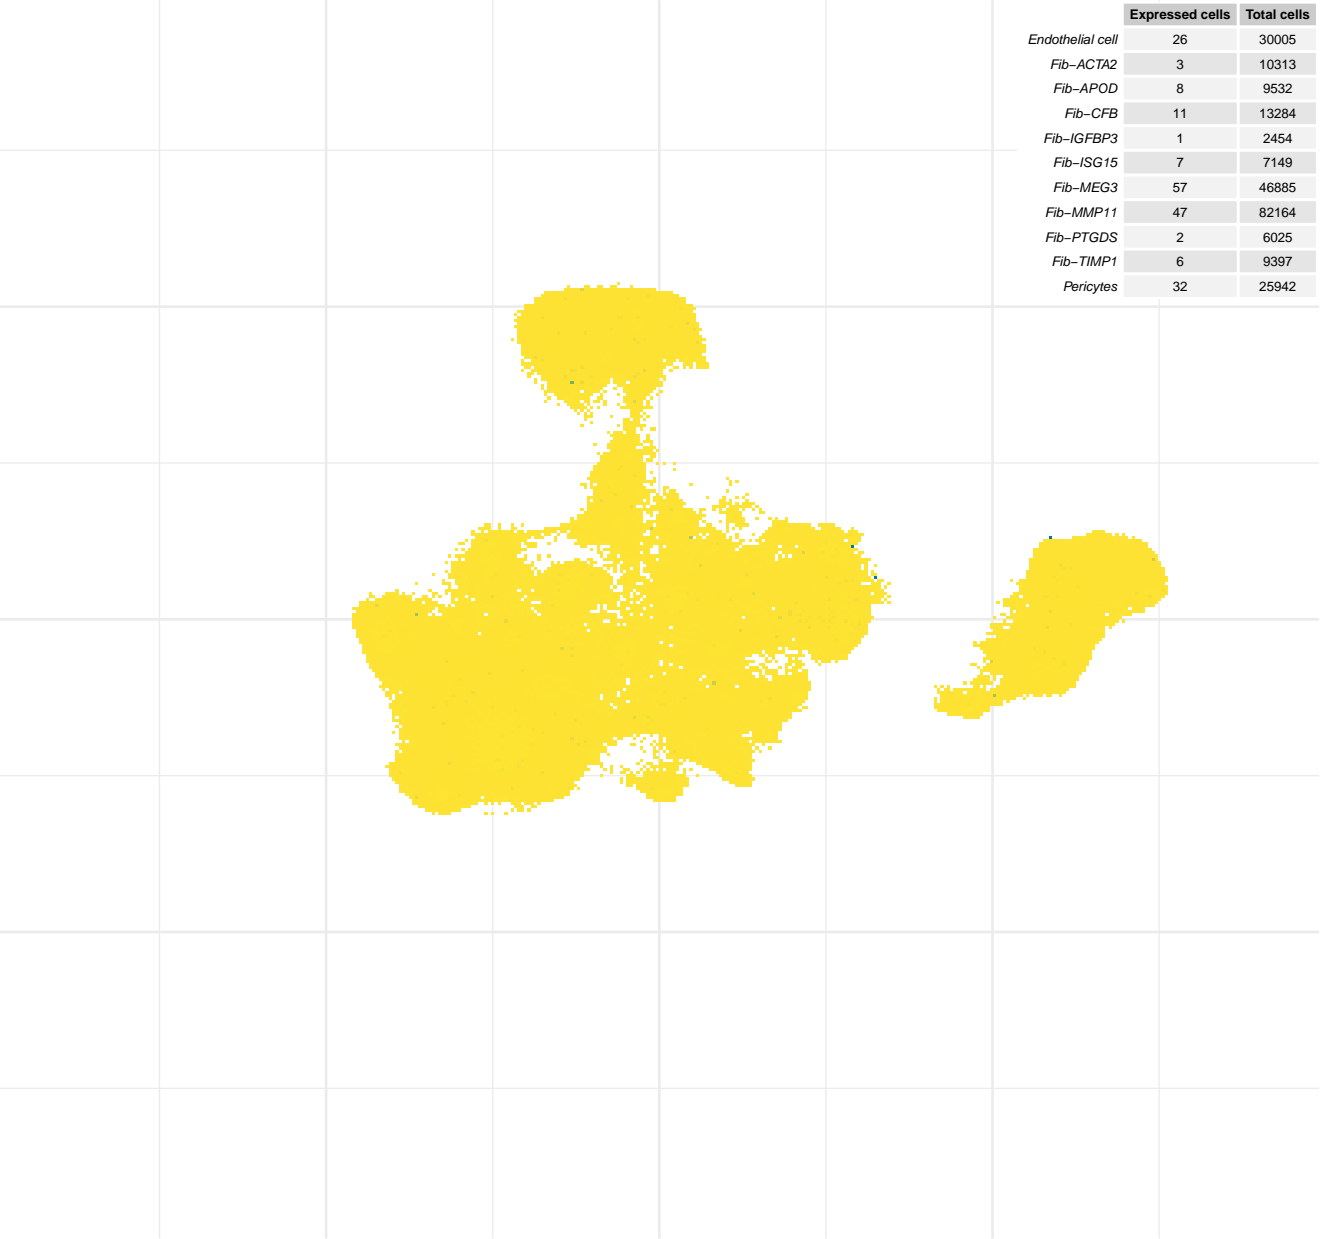 Expressed cells Total cells
Endothelial cell 26 30005
Fib−ACTA2 3 10313
Fib−APOD 8 9532
Fib−CFB 11 13284
Fib−IGFBP3 1 2454
Fib−ISG15 7 7149
Fib−MEG3 57 46885
Fib−MMP11 47 82164
Fib−PTGDS 2 6025
Fib−TIMP1 6 9397
Pericytes 32 25942